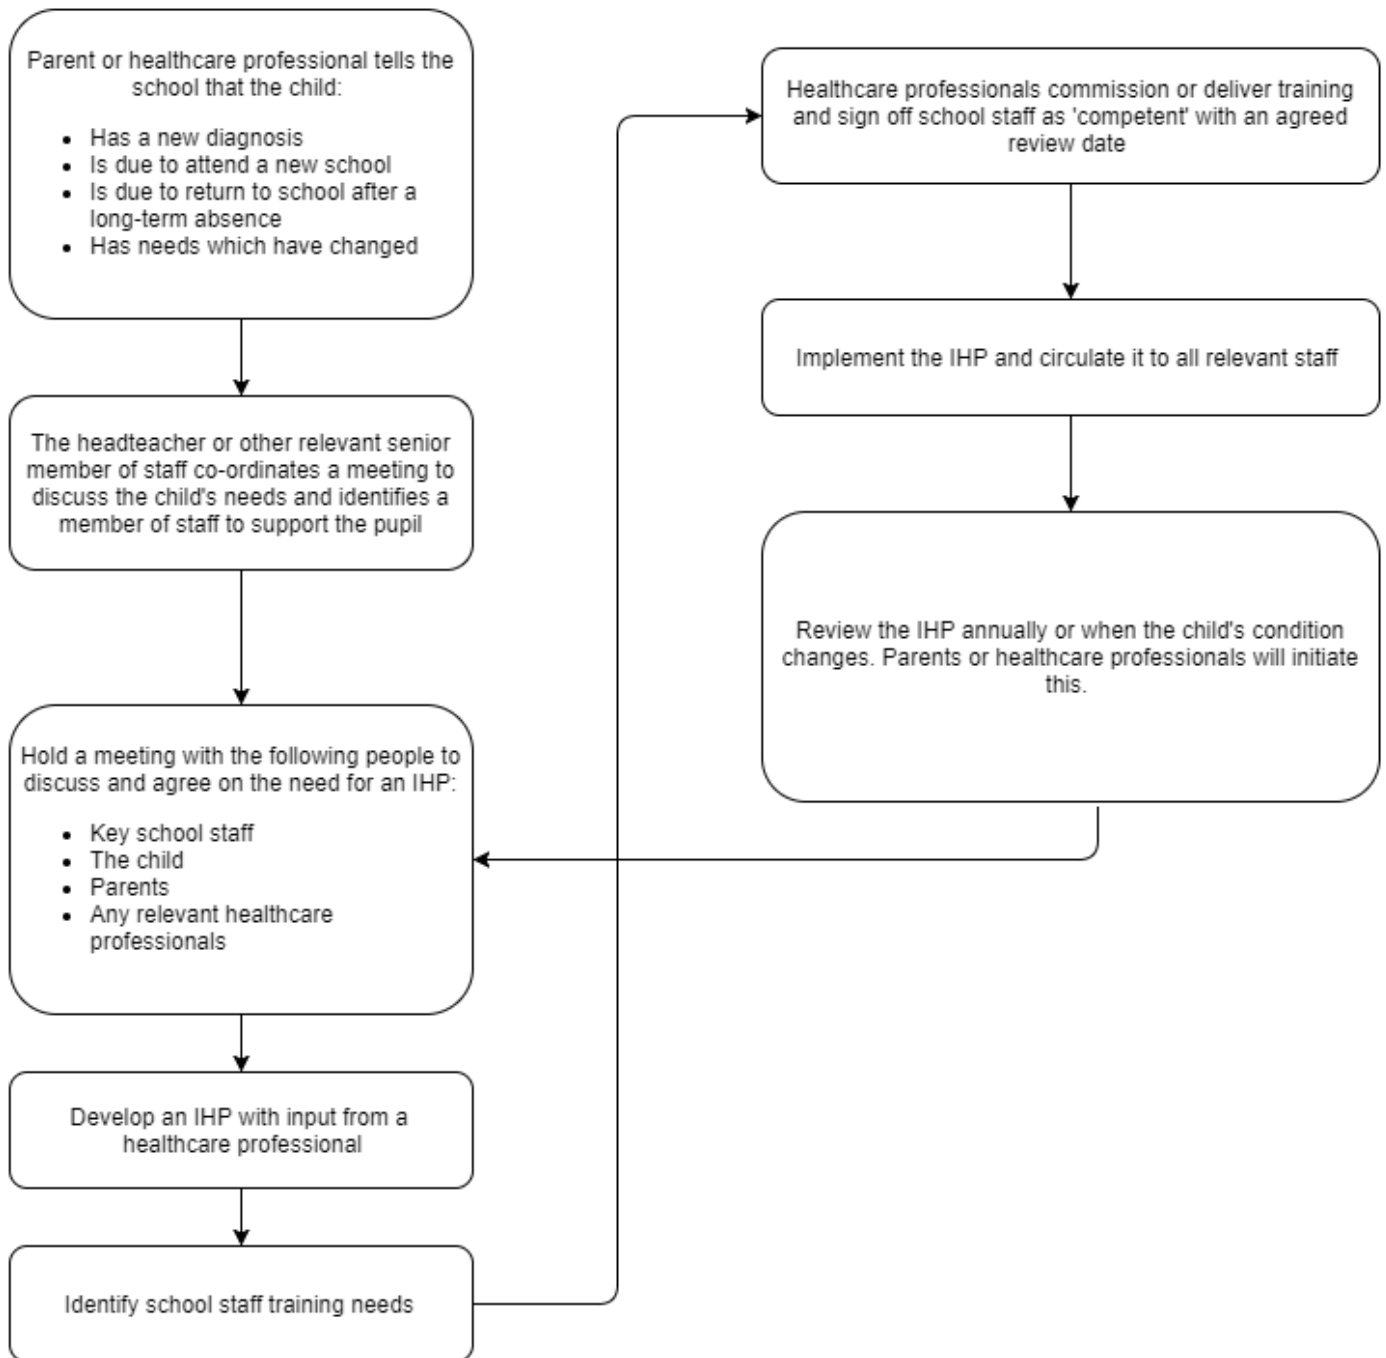 Parent or healthcare professional tells the
school that the child:
• Has a new diagnosis
• Is due to attend a new school
• Is due to return to school after a
long-term absence
• Has needs which have changed
The headteacher or other relevant senior
member of staff co-ordinates a meeting to
discuss the child's needs and identifies a
member of staff to support the pupil
Hold a meeting with the following people to
discuss and agree on the need for an IHP:
• Key school staff
• The child
• Parents
• Any relevant healthcare
professionals
Develop an IHP with input from a
healthcare professional
Identify school staff training needs
Healthcare professionals commission or deliver training
and sign off school staff as 'competent' with an agreed
review date
Implement the IHP and circulate it to all relevant staff
Review the IHP annually or when the child's condition
changes. Parents or healthcare professionals will initiate
this.